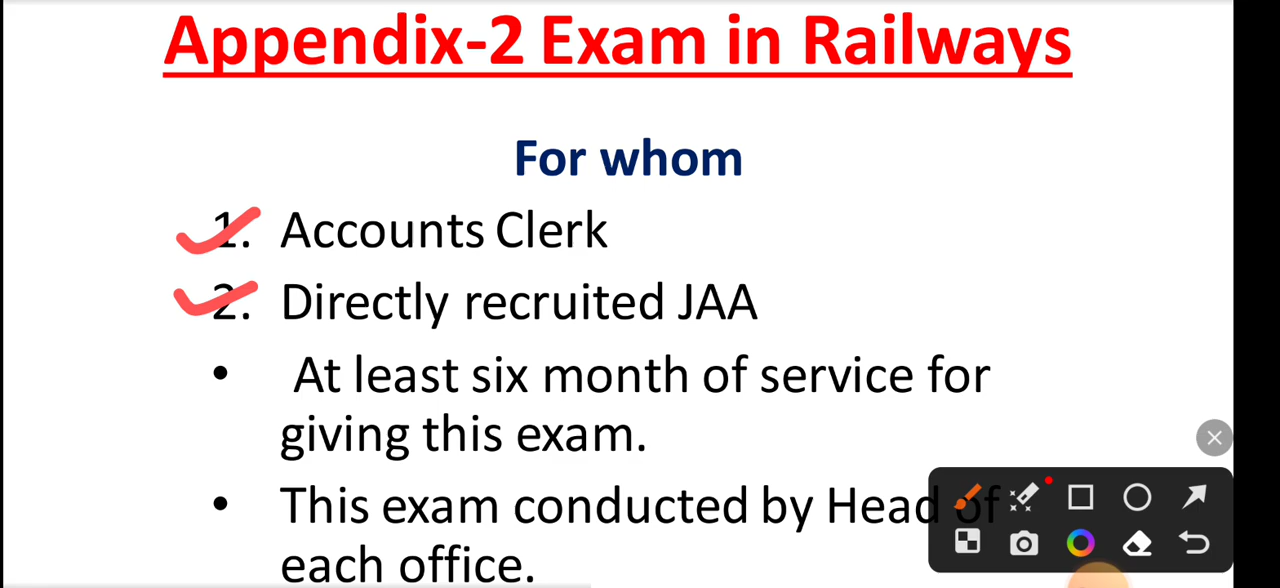 Appendix-2 Exam in Railways
For whom
1. Accounts Clerk
2. Directly recruited JAA
• At least six month of service for
giving this exam.
• This exam conducted by Head of
each office.